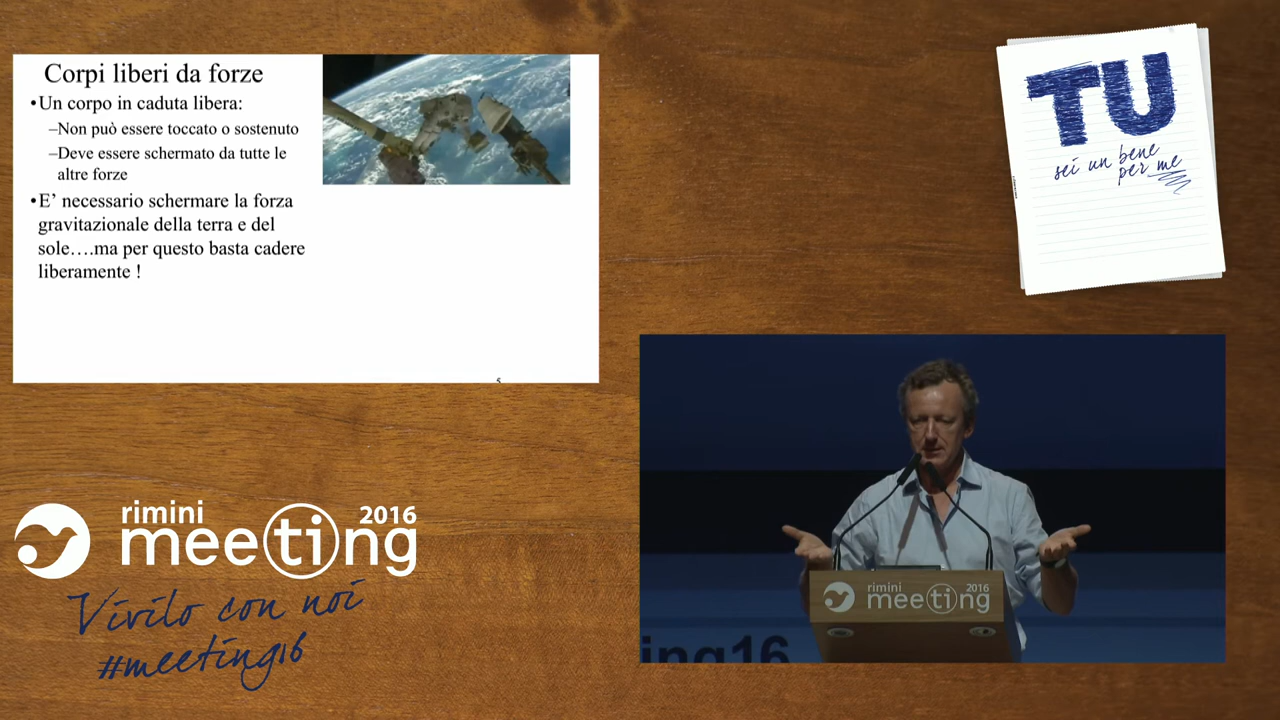 Corpi liberi da forze
•Un corpo in caduta libera:
–Non può essere toccato o sostenuto
–Deve essere schermato da tutte le
altre forze
•E’ necessario schermare la forza
gravitazionale della terra e del
sole….ma per questo basta cadere
liberamente !
5
TU
sei un bene
per me
rimini 2016
meeting
Vivilo con noi
#meeting16
rimini 2016
meeting
ing16